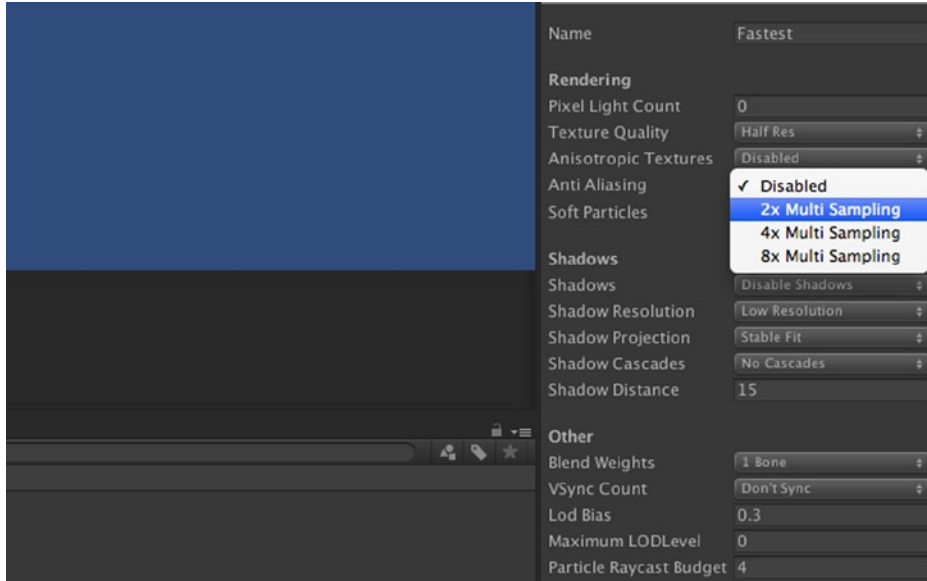 Name Fastest
Rendering
Pixel Light Count 0
Texture Quality Half Res
Anisotropic Textures Disabled
Anti Aliasing ✓ Disabled
2x Multi Sampling
4x Multi Sampling
8x Multi Sampling
Soft Particles
Shadows
Shadows Disable Shadows
Shadow Resolution Low Resolution
Shadow Projection Stable Fit
Shadow Cascades No Cascades
Shadow Distance 15
Other
Blend Weights 1 Bone
VSync Count Don't Sync
Lod Bias 0.3
Maximum LODLevel 0
Particle Raycast Budget 4